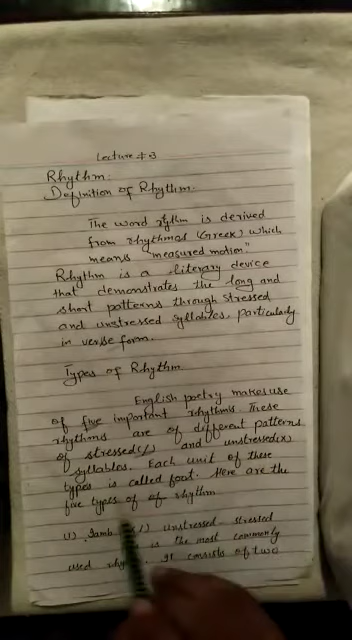 Lecture # 3
Rhythm:
Definition of Rhythm:
The word rythm is derived
from rhythmos (Greek) which
means "measured motion".
Rhythm is a literary device
that demonstrates the long and
short patterns through stressed
and unstressed syllables, particularly
in verse form.
Types of Rhythm
English poetry makes use
of five important rhythms. These
rhythms are of different patterns
of stressed(/) and unstressed(x)
syllables. Each unit of these
types is called foot. Here are the
five types of of rhythm
(1) Iamb (x/) unstressed stressed
is the most commonly
used It consists of two